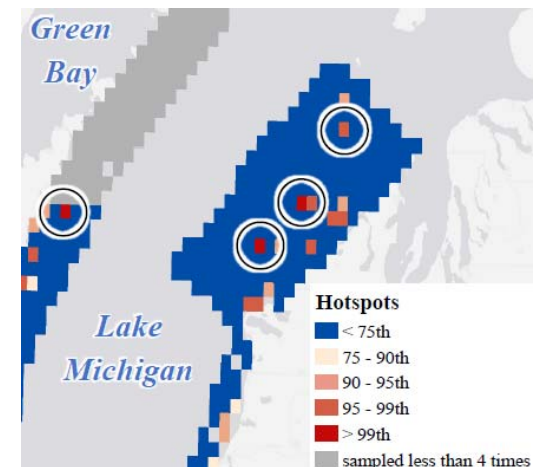 Green
Bay
Lake
Michigan
Hotspots
< 75th
75 - 90th
90 - 95th
95 - 99th
> 99th
sampled less than 4 times